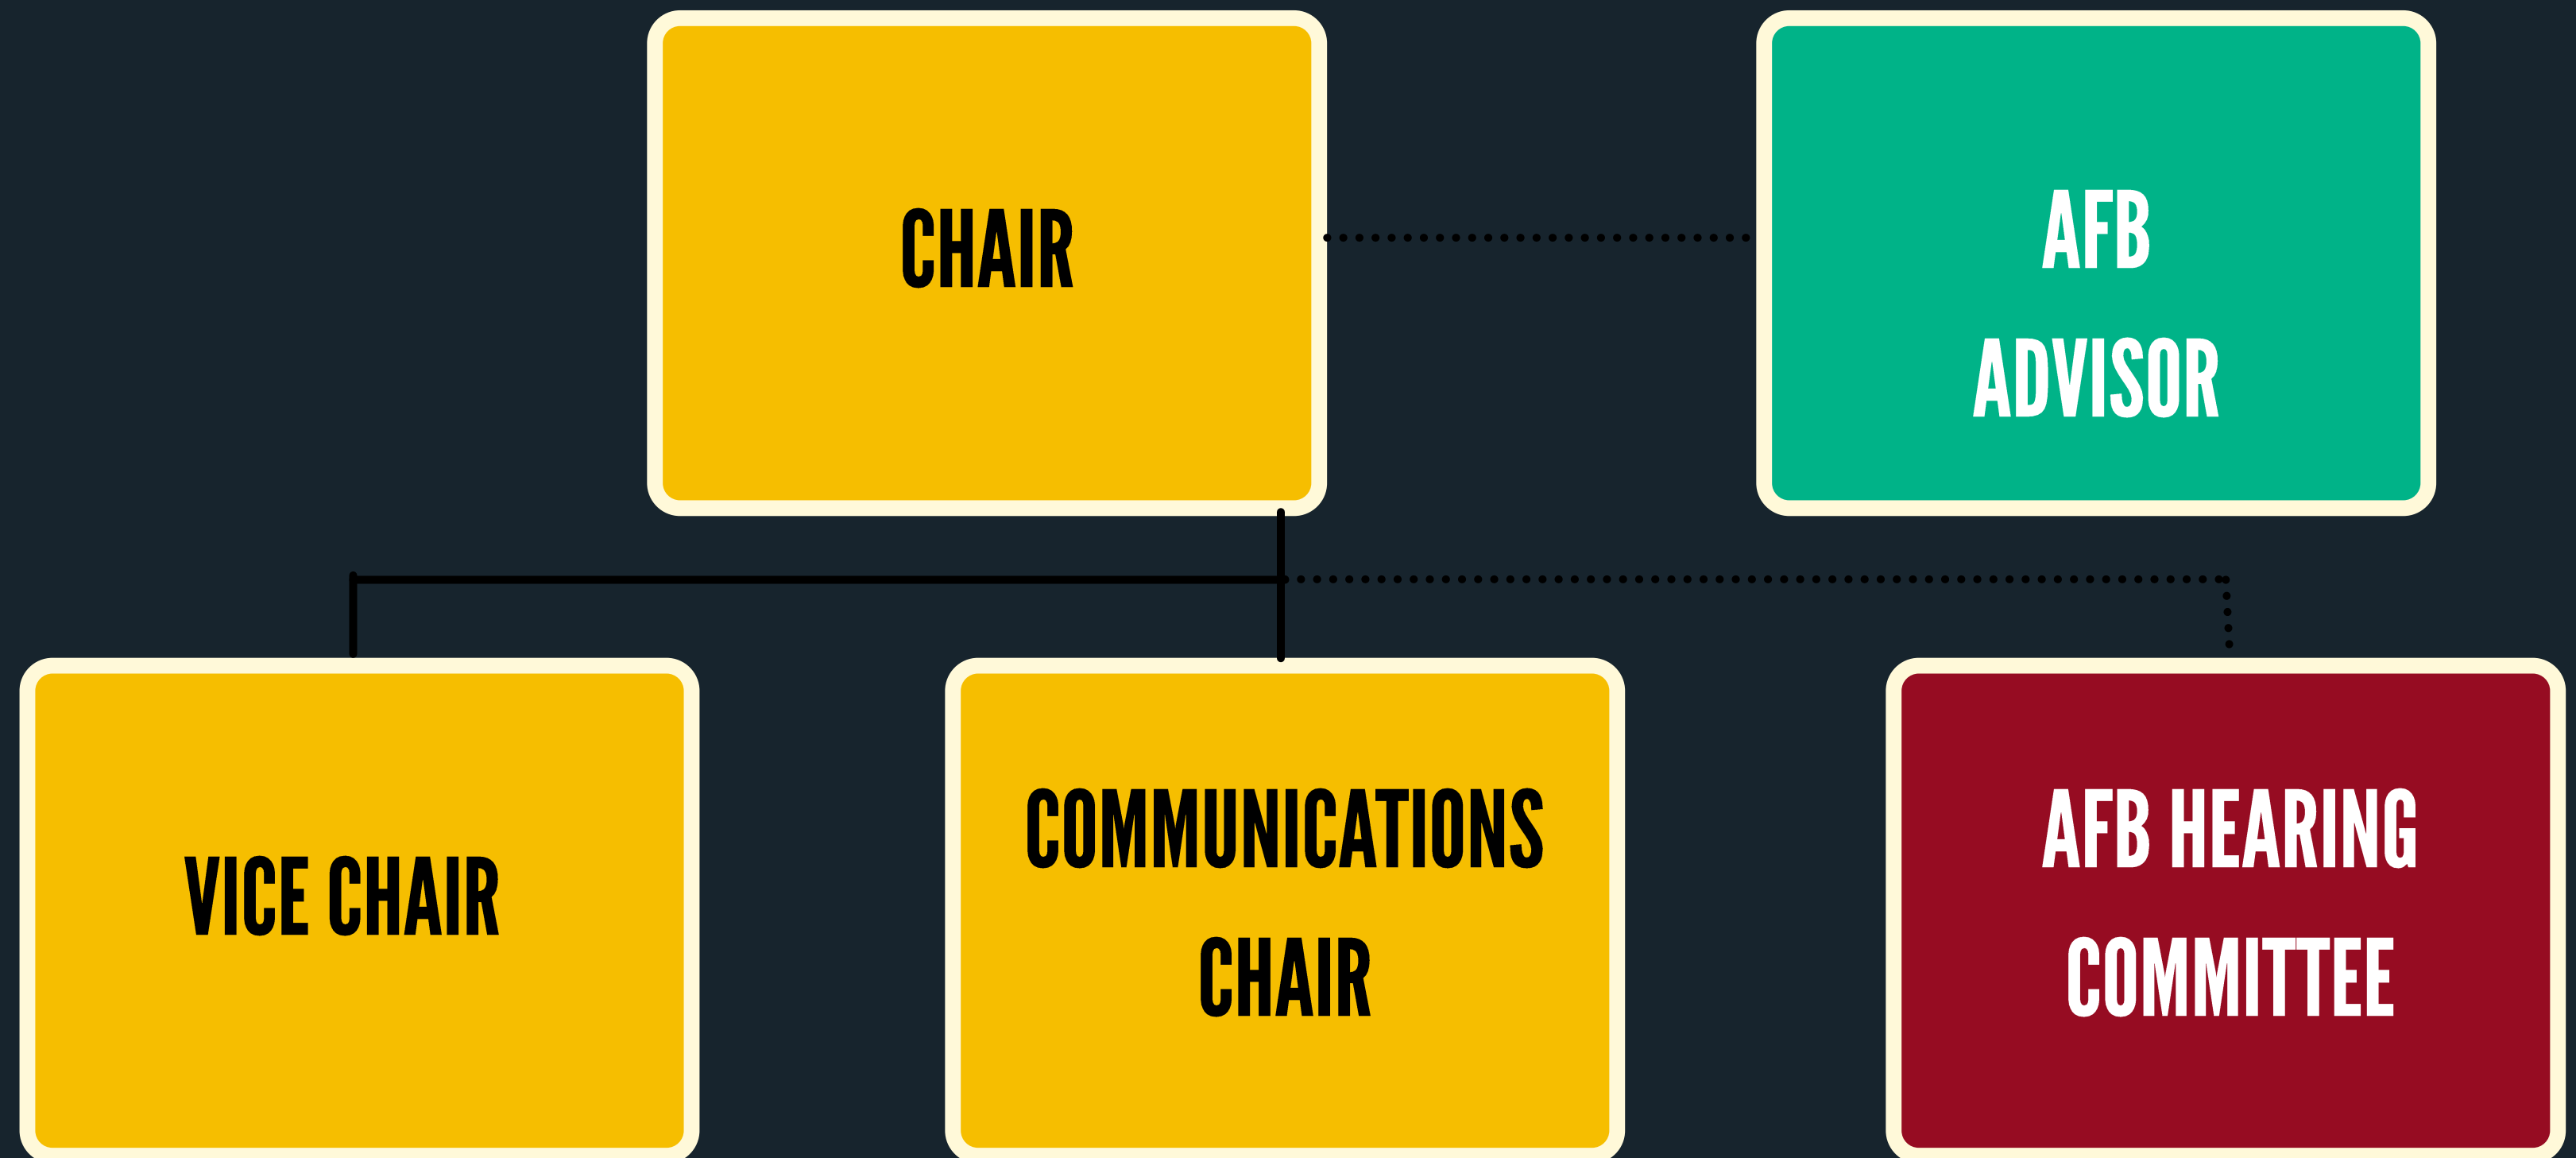 CHAIR
AFB
ADVISOR
VICE CHAIR
COMMUNICATIONS
CHAIR
AFB HEARING
COMMITTEE